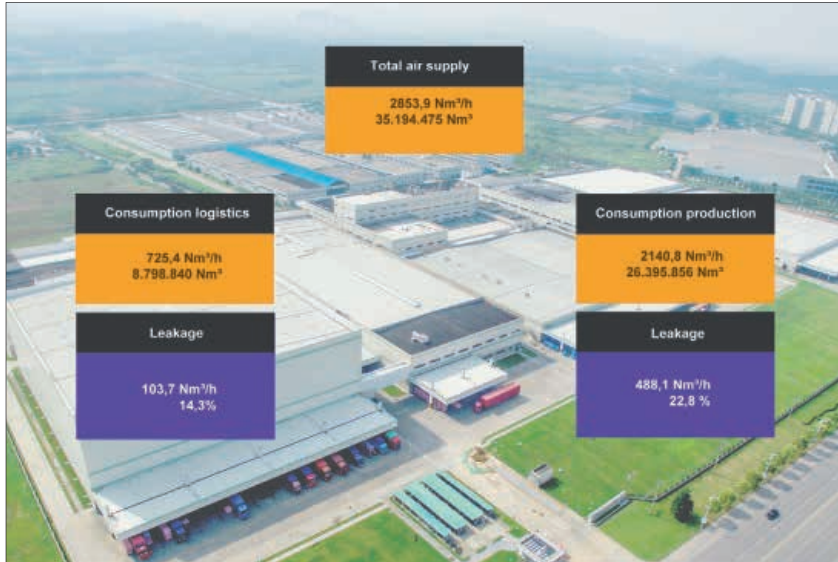 Total air supply
2853,9 Nm³/h
35.194.475 Nm³
Consumption logistics
725,4 Nm³/h
8.798.840 Nm³
Consumption production
2140,8 Nm³/h
26.395.856 Nm³
Leakage
103,7 Nm³/h
14,3%
Leakage
488,1 Nm³/h
22,8 %